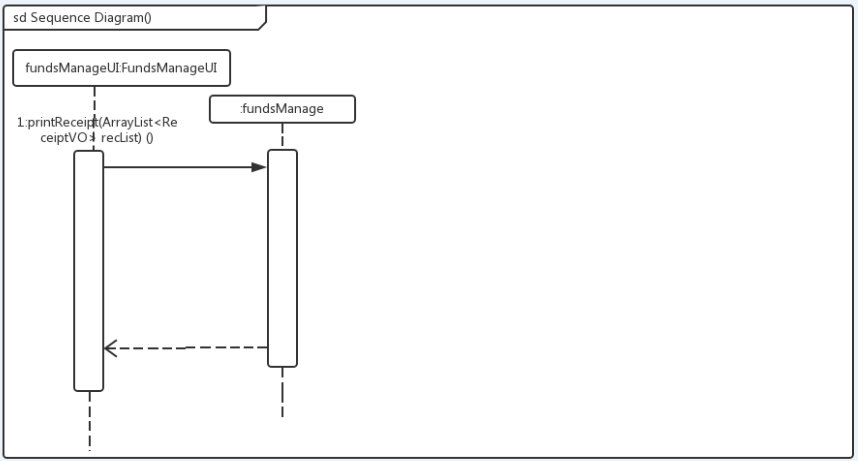 sd Sequence Diagram()
fundsManageUI:FundsManageUI
:fundsManage
1:printReceipt(ArrayList<Re
ceiptVO> recList) ()